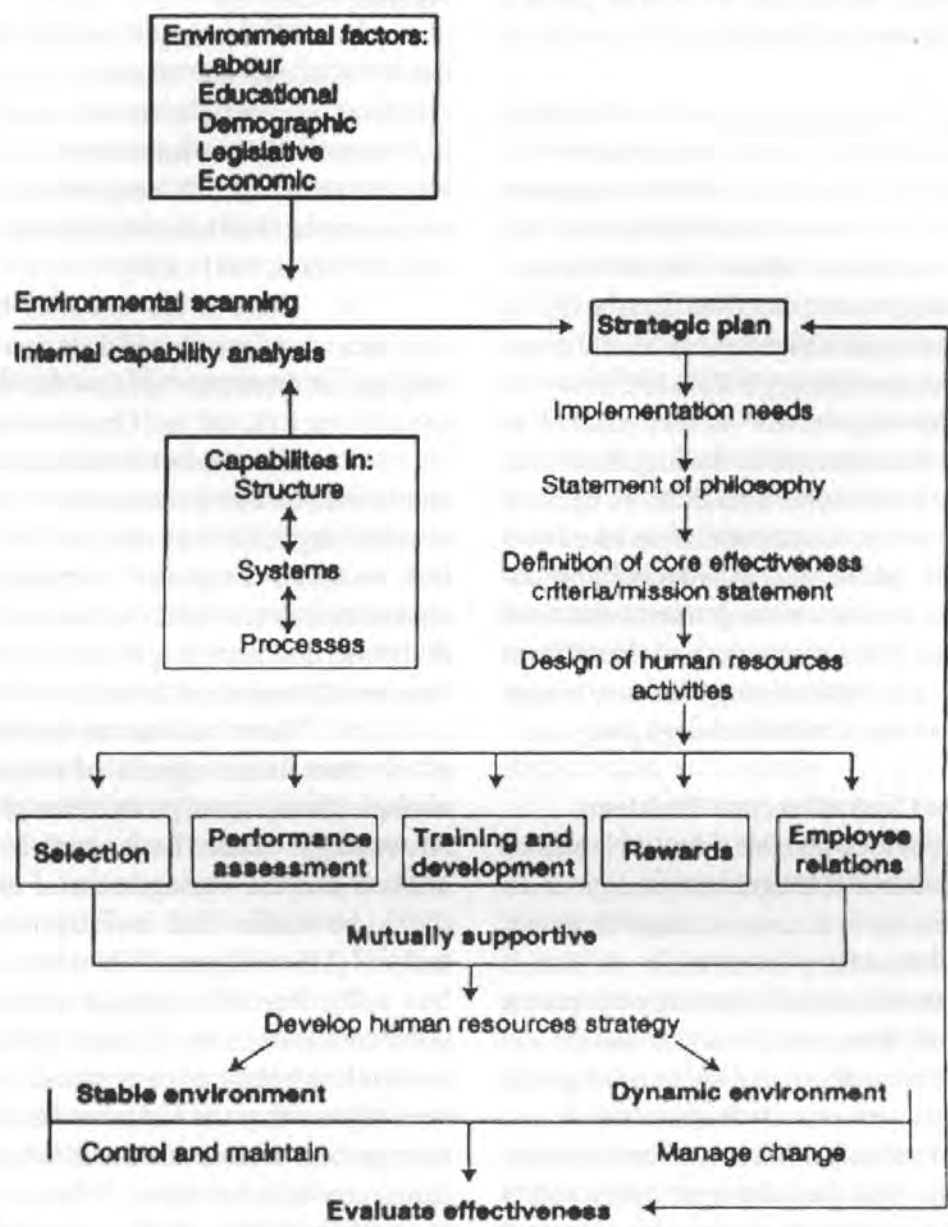 Environmental factors:
Labour
Educational
Demographic
Legislative
Economic
Environmental scanning
Strategic plan
Internal capability analysis
Implementation needs
Capabilites in:
Structure
Systems
Processes
Statement of philosophy
Definition of core effectiveness
criteria/mission statement
Design of human resources
activities
Selection
Performance
assessment
Training and
development
Rewards
Employee
relations
Mutually supportive
Develop human resources strategy
Stable environment
Dynamic environment
Control and maintain
Manage change
Evaluate effectiveness